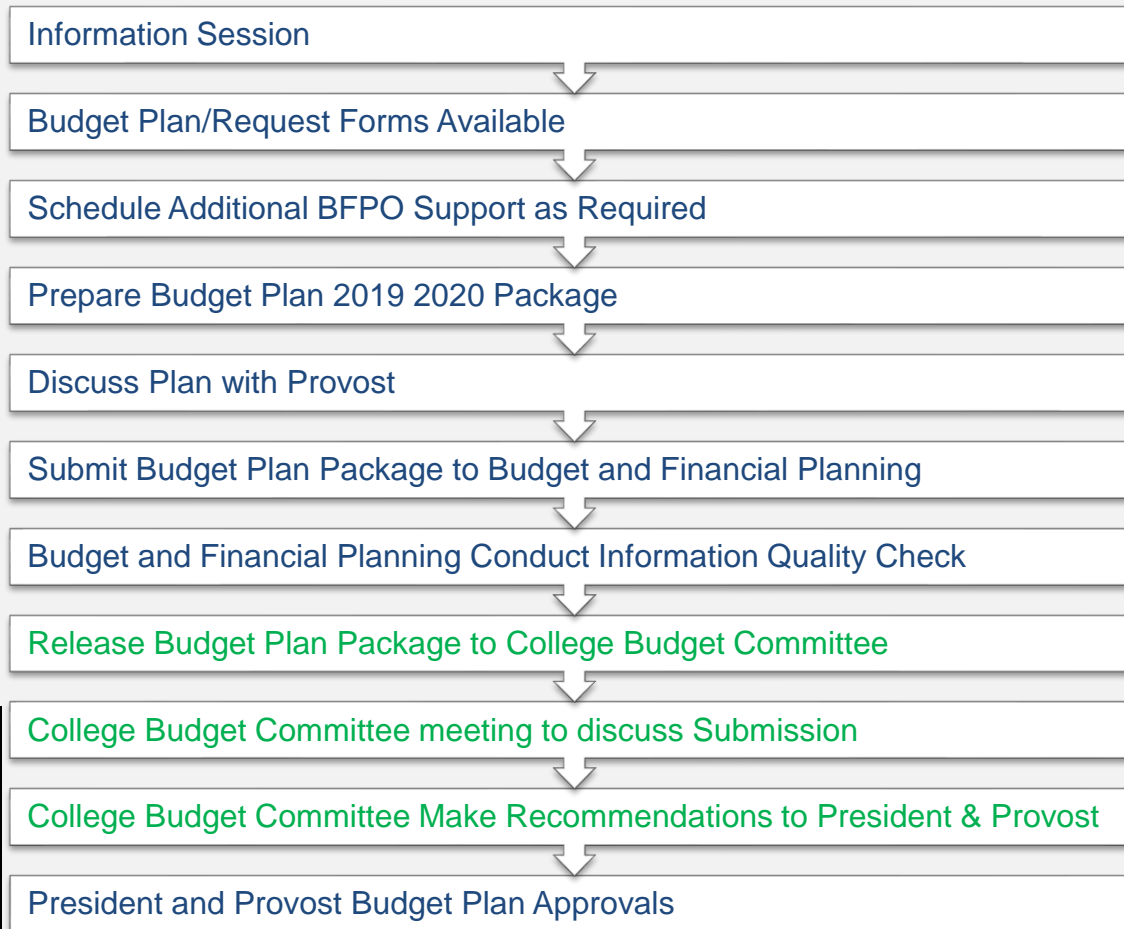 Information Session
Budget Plan/Request Forms Available
Schedule Additional BFPO Support as Required
Prepare Budget Plan 2019 2020 Package
Discuss Plan with Provost
Submit Budget Plan Package to Budget and Financial Planning
Budget and Financial Planning Conduct Information Quality Check
Release Budget Plan Package to College Budget Committee
College Budget Committee meeting to discuss Submission
College Budget Committee Make Recommendations to President & Provost
President and Provost Budget Plan Approvals